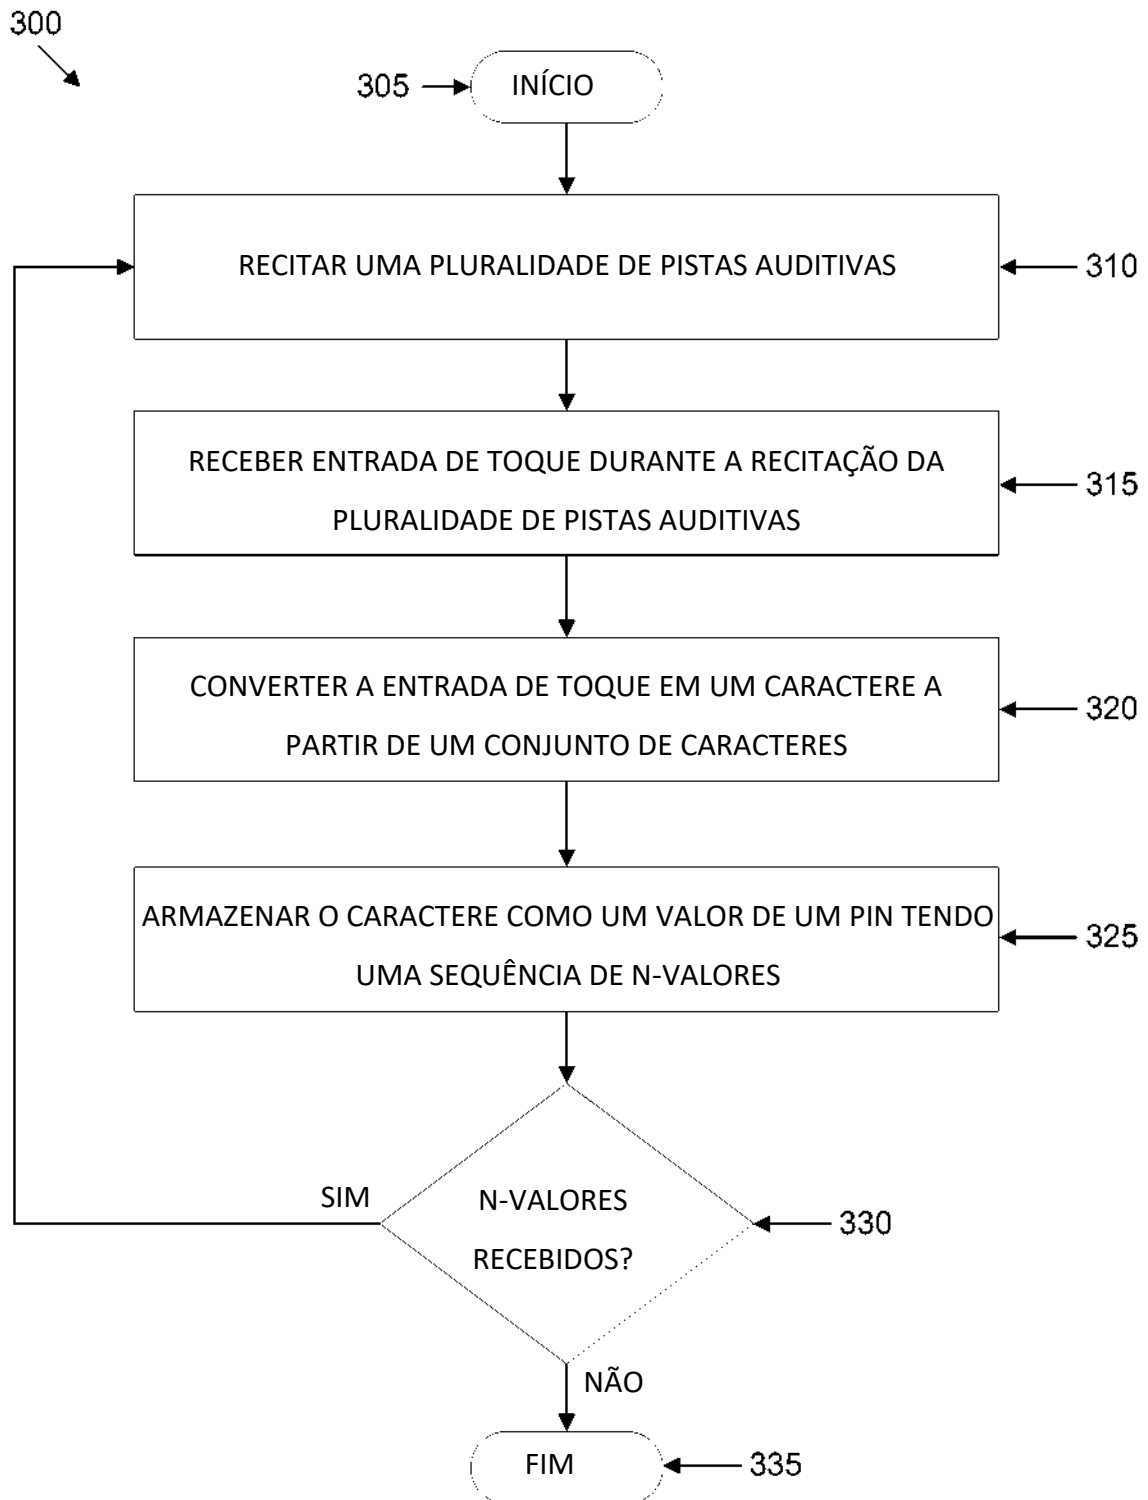 300
305
INÍCIO
RECITAR UMA PLURALIDADE DE PISTAS AUDITIVAS
310
RECEBER ENTRADA DE TOQUE DURANTE A RECITAÇÃO DA
PLURALIDADE DE PISTAS AUDITIVAS
315
CONVERTER A ENTRADA DE TOQUE EM UM CARACTERE A
PARTIR DE UM CONJUNTO DE CARACTERES
320
ARMAZENAR O CARACTERE COMO UM VALOR DE UM PIN TENDO
UMA SEQUÊNCIA DE N-VALORES
325
SIM
N-VALORES
RECEBIDOS?
330
NÃO
FIM
335